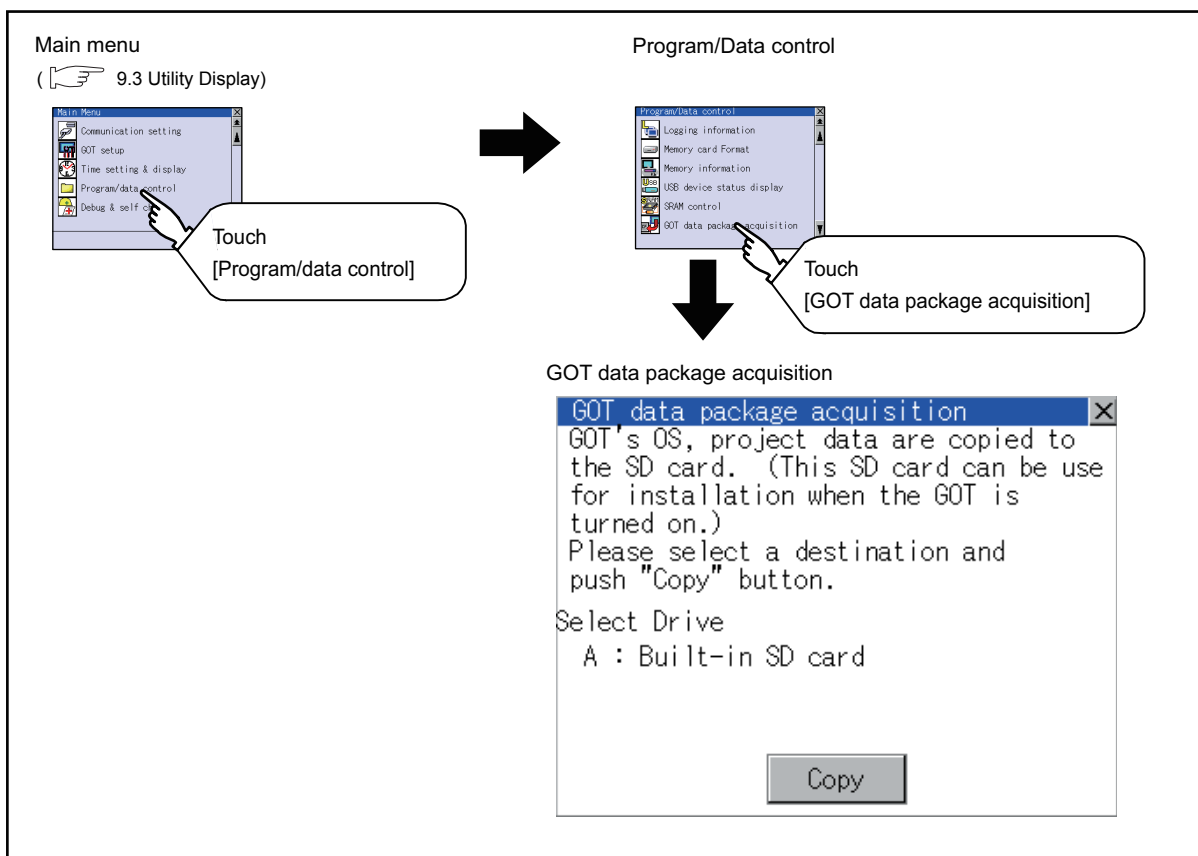 Main menu
( 9.3 Utility Display)
Main Menu
Communication setting
GOT setup
Time setting & display
Program/data control
Debug & self c
Touch
[Program/data control]
Program/Data control
Program/Data control
Logging information
Memory card Format
Memory information
USB device status display
SRAM control
GOT data package acquisition
Touch
[GOT data package acquisition]
GOT data package acquisition
GOT data package acquisition
GOT's OS, project data are copied to
the SD card. (This SD card can be use
for installation when the GOT is
turned on.)
Please select a destination and
push "Copy" button.
Select Drive
A : Built-in SD card
Copy